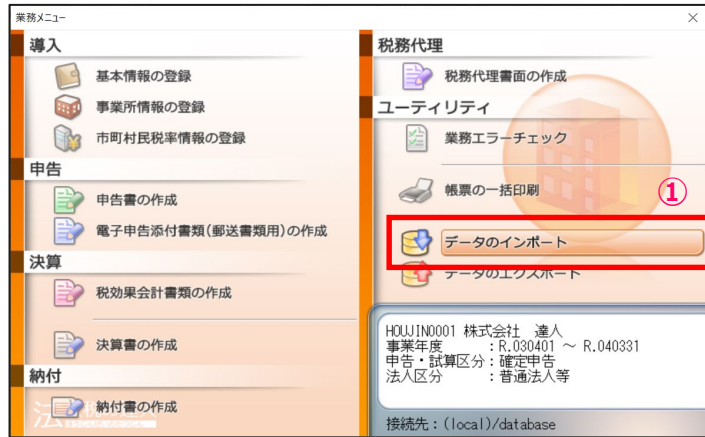 業務メニュー
導入
基本情報の登録
事業所情報の登録
市町村民税率情報の登録
申告
申告書の作成
電子申告添付書類(郵送書類用)の作成
決算
税効果会計書類の作成
決算書の作成
納付
納付書の作成
税務代理
税務代理書面の作成
ユーティリティ
業務エラーチェック
帳票の一括印刷
①
データのインポート
データのエクスポート
HOUJIN0001 株式会社 達人
事業年度 : R.030401 ～ R.040331
申告・試算区分 : 確定申告
法人区分 : 普通法人等
接続先 : (local)/database